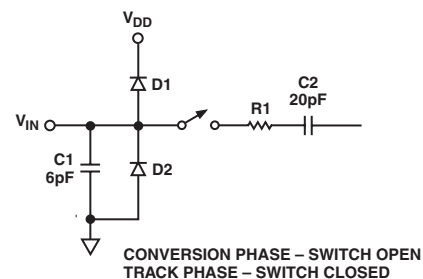 VDD
D1
VIN
R1
C2
20pF
C1
6pF
D2
CONVERSION PHASE – SWITCH OPEN
TRACK PHASE – SWITCH CLOSED